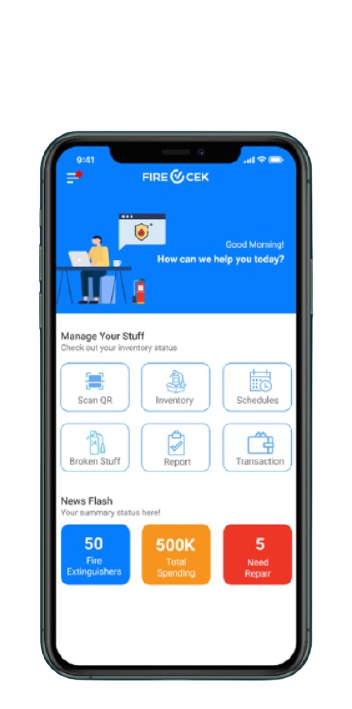 9:41
FIRE CEK
Good Morning!
How can we help you today?
Manage Your Stuff
Check out your inventory status
Scan QR
Inventory
Schedules
Broken Stuff
Report
Transaction
News Flash
Your summary status here!
50
Fire
Extinguishers
500K
Total
Spending
5
Need
Repair